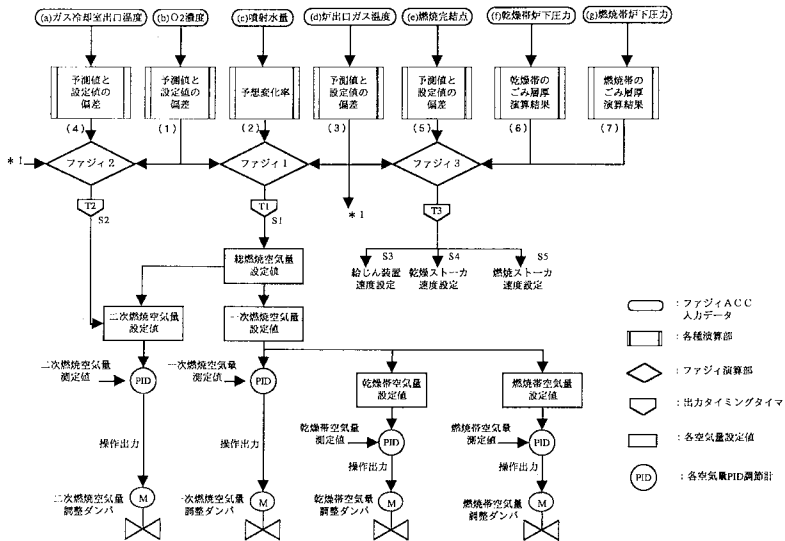 (a)ガス冷却室出口温度
(b)O2濃度
(c)噴射水量
(d)炉出口ガス温度
(e)燃焼完結点
(f)乾燥帯炉下圧力
(g)燃焼帯炉下圧力
予測値と
設定値の
偏差
予測値と
設定値の
偏差
予想変化率
予測値と
設定値の
偏差
予測値と
設定値の
偏差
乾燥帯の
ごみ層厚
演算結果
燃焼帯の
ごみ層厚
演算結果
(4)
(1)
(2)
(3)
(5)
(6)
(7)
*1
ファジィ2
ファジィ1
ファジィ3
T2
S2
T1
S1
*1
T3
総燃焼空気量
設定値
S3
S4
S5
給じん装置
速度設定
乾燥ストーカ
速度設定
燃焼ストーカ
速度設定
二次燃焼空気量
設定値
一次燃焼空気量
設定値
二次燃焼空気量
測定値
PID
一次燃焼空気量
測定値
PID
乾燥帯空気量
設定値
燃焼帯空気量
設定値
乾燥帯空気量
測定値
PID
燃焼帯空気量
測定値
PID
操作出力
操作出力
操作出力
操作出力
二次燃焼空気量
調整ダンパ
M
一次燃焼空気量
調整ダンパ
M
乾燥帯空気量
調整ダンパ
M
燃焼帯空気量
調整ダンパ
M
:ファジィACC
入力データ
:各種演算部
:ファジィ演算部
:出力タイミングタイマ
:各空気量設定値
PID
:各空気量PID調節計